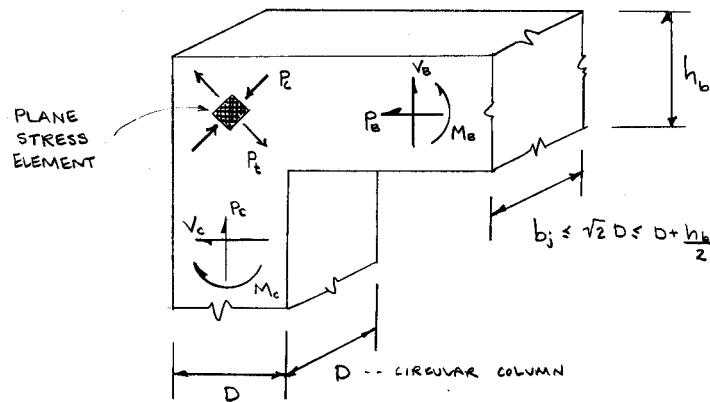 PLANE
STRESS
ELEMENT
Pc
Pt
VB
PB
MB
hb
Pc
Vc
Mc
bj ≤ √2 D ≤ D + hb/2
D
D -- CIRCULAR COLUMN